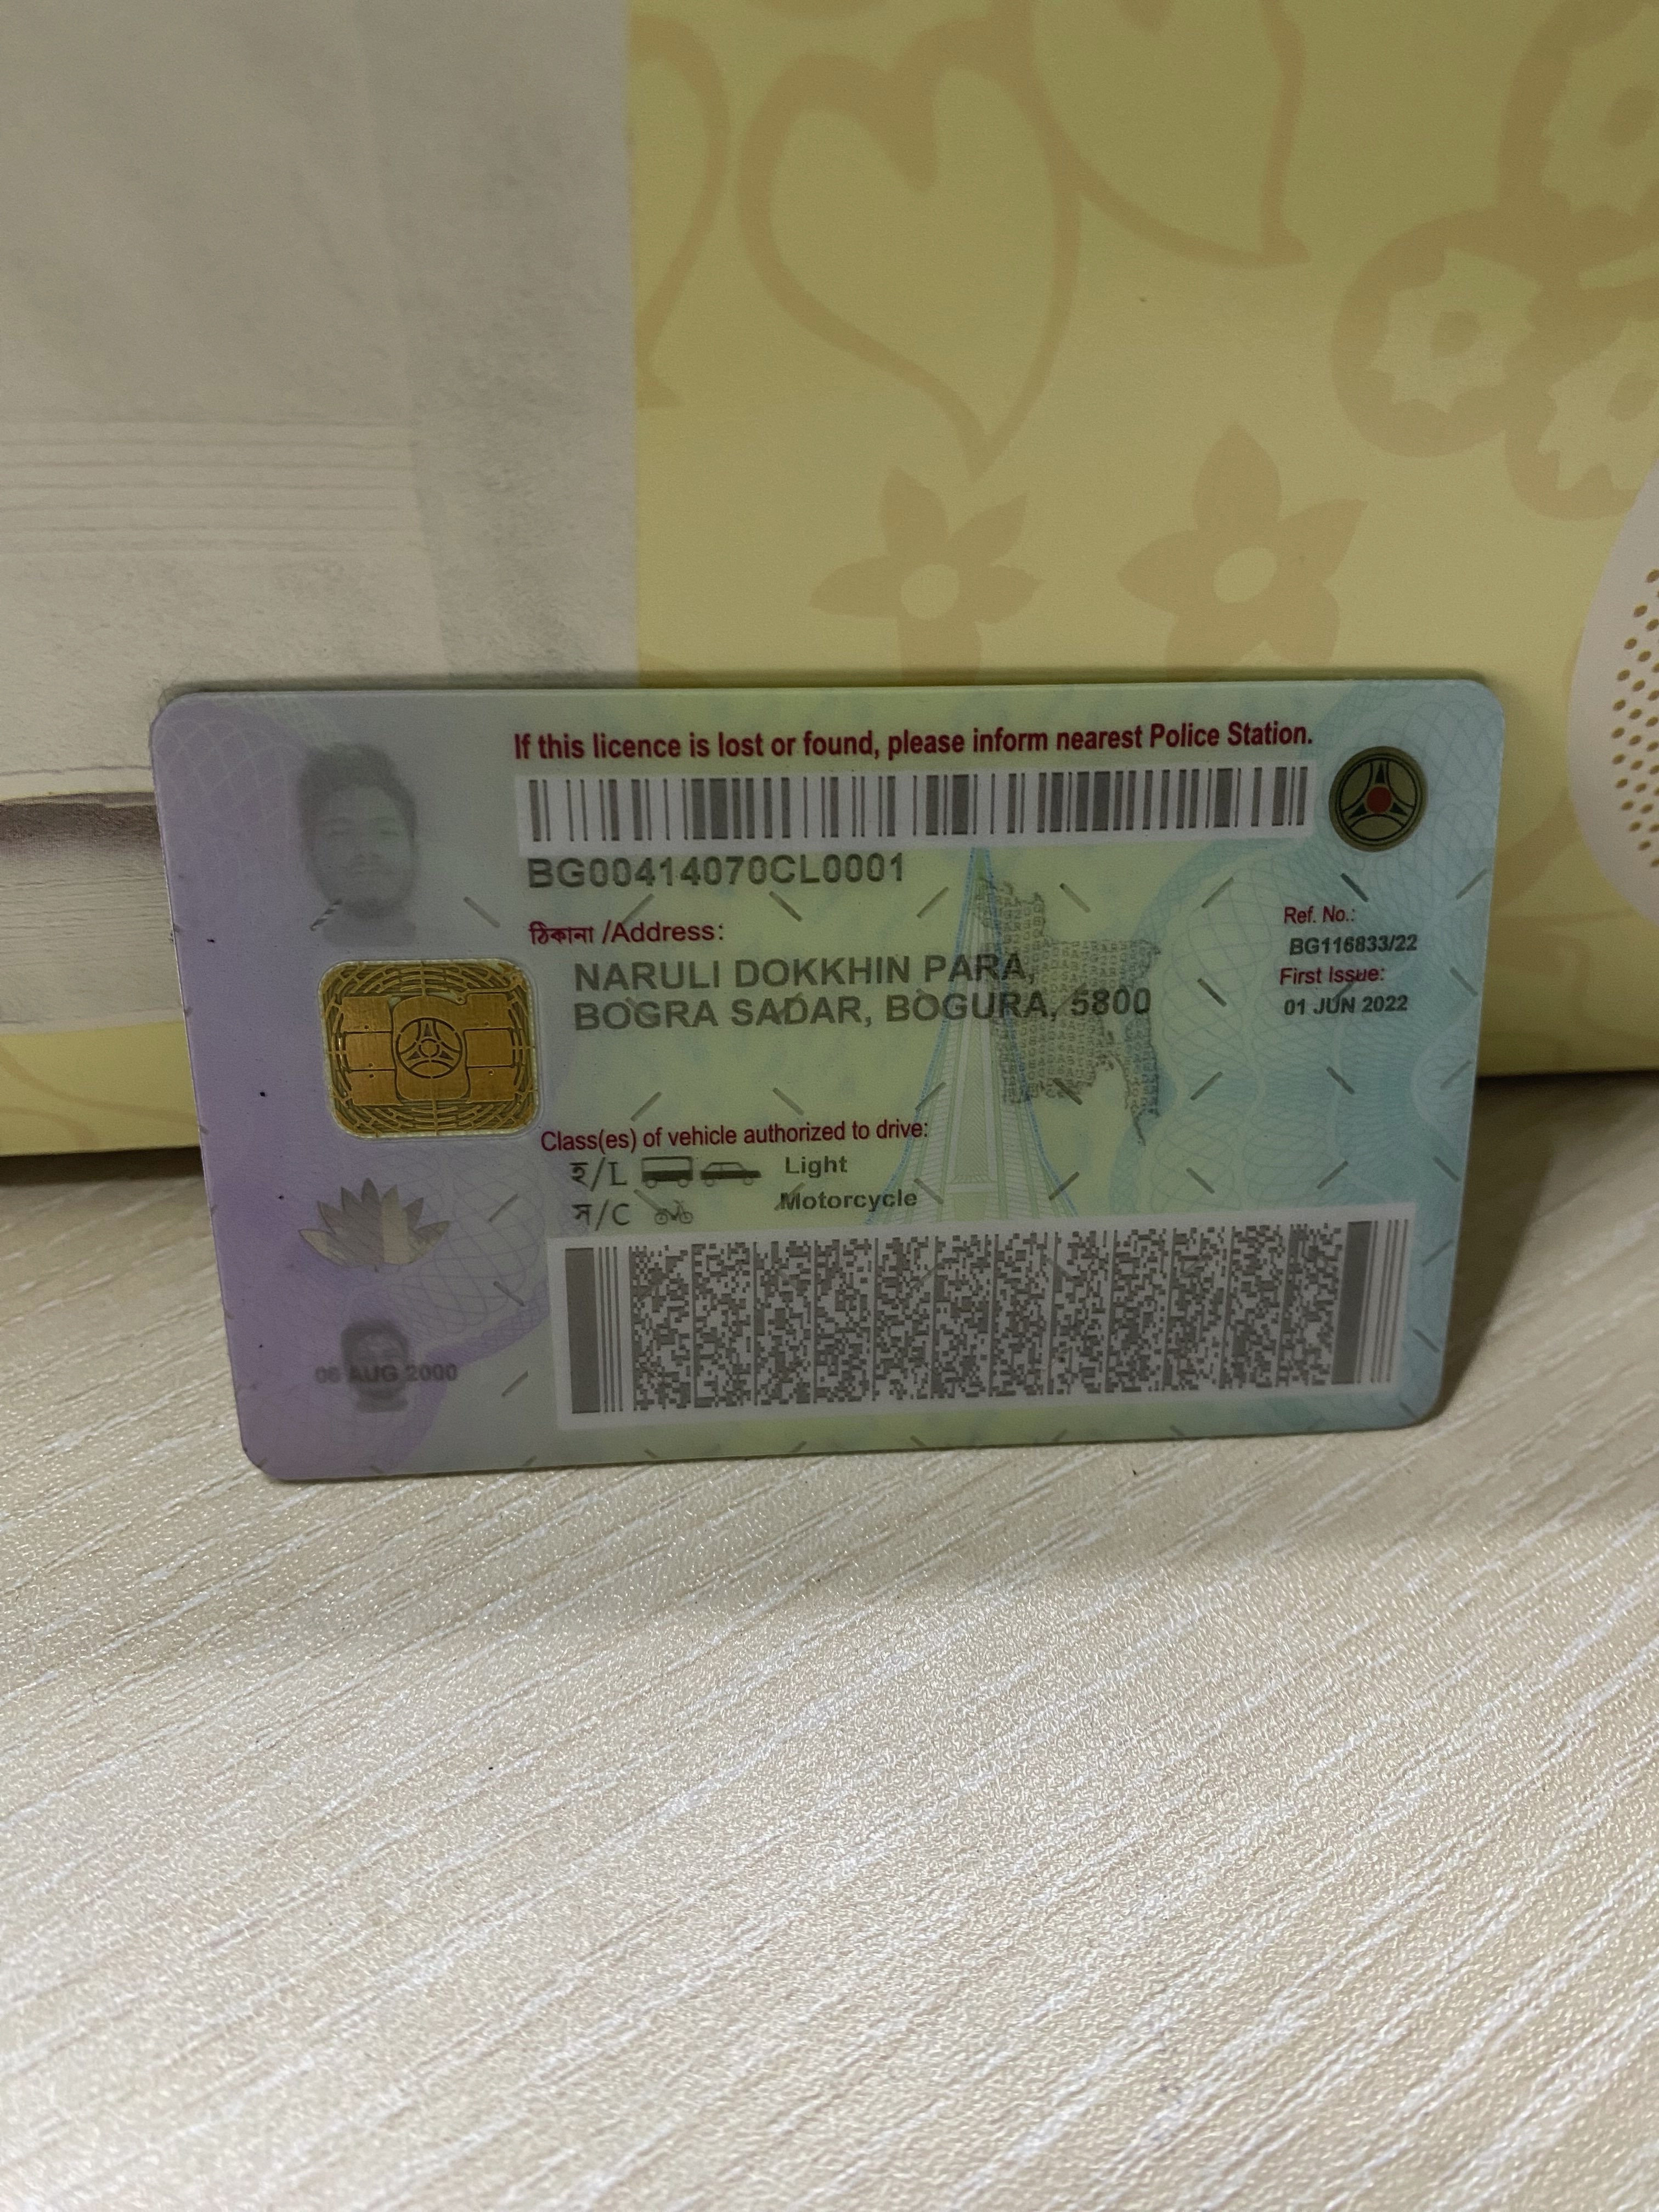 If this licence is lost or found, please inform nearest Police Station.
BG00414070CL0001
ঠিকানা /Address:
NARULI DOKKHIN PARA,
BOGRA SADAR, BOGURA, 5800
Ref. No.:
BG116833/22
First Issue:
01 JUN 2022
Class(es) of vehicle authorized to drive:
হ/L Light
স/C Motorcycle
06 AUG 2000